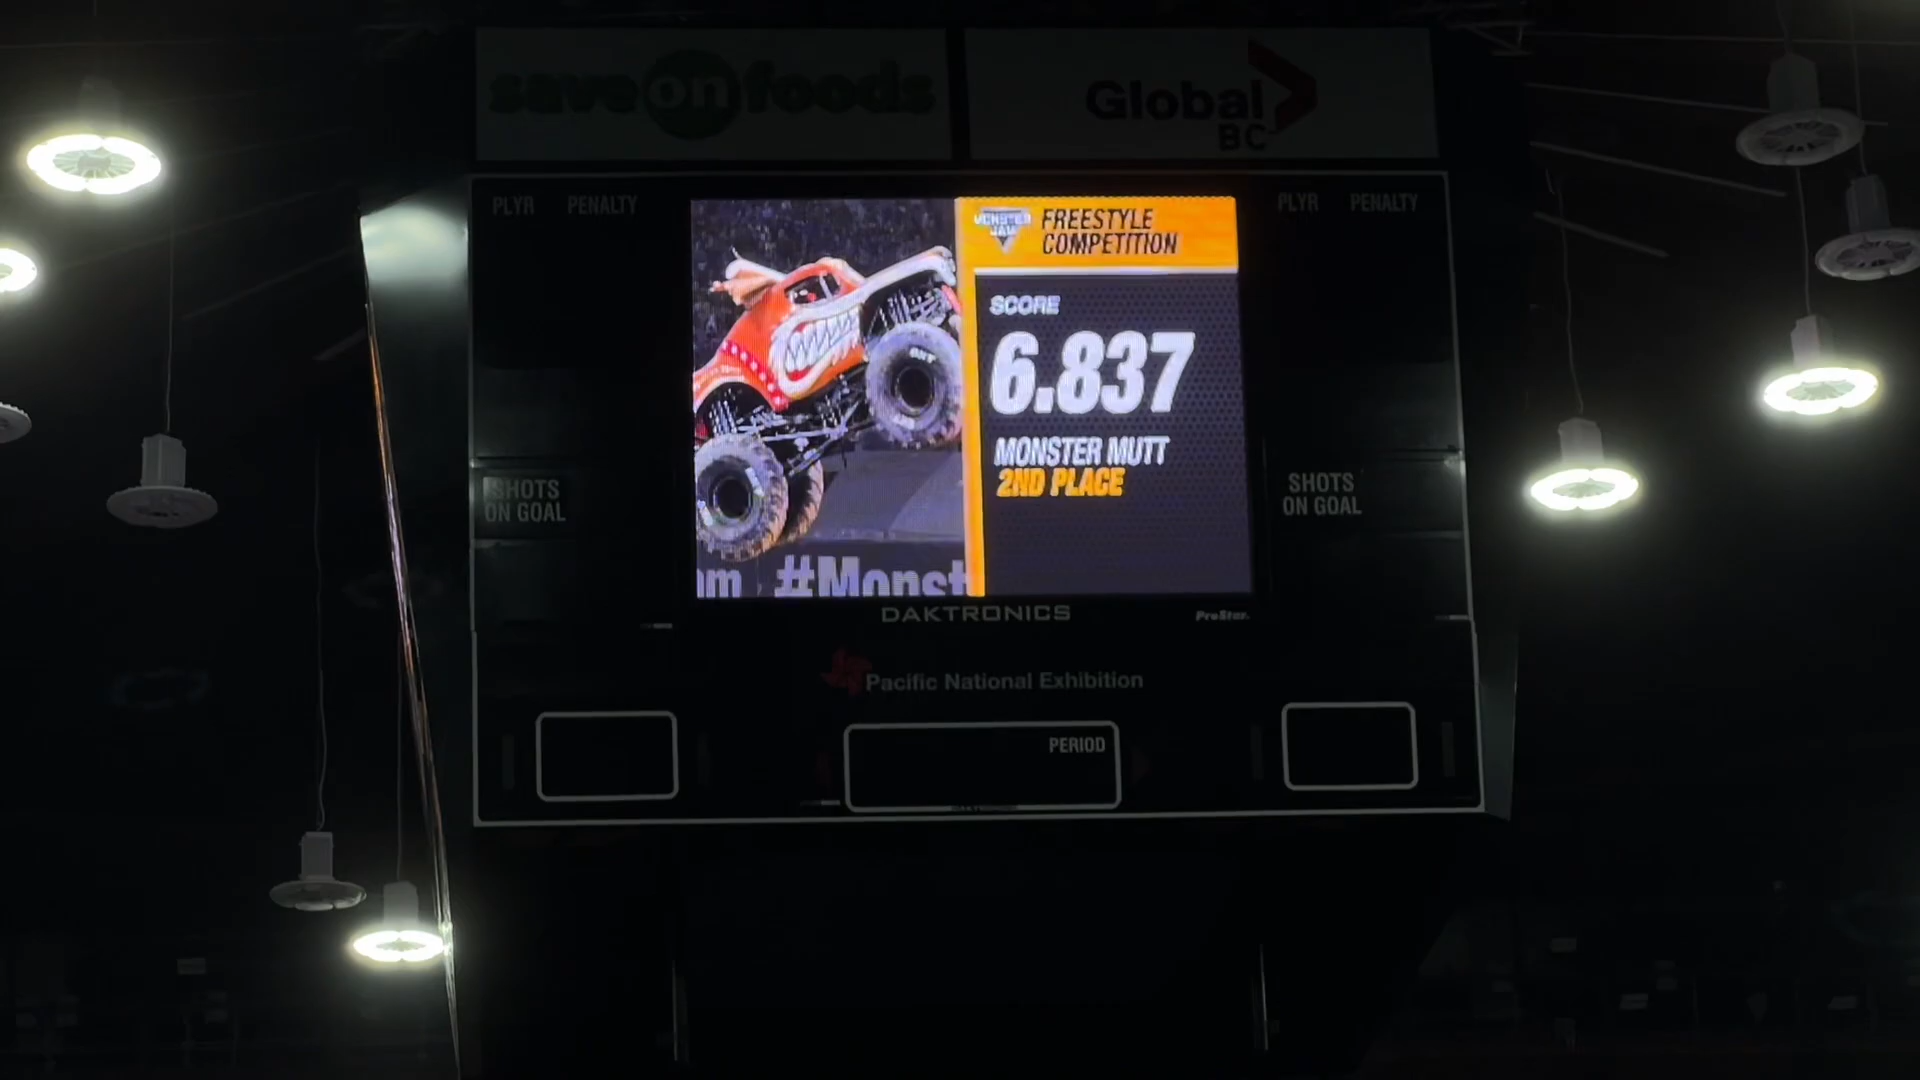 save on foods
Global
BC
PLYR PENALTY
PLYR PENALTY
MONSTER
JAM
FREESTYLE
COMPETITION
SCORE
6.837
MONSTER MUTT
2ND PLACE
SHOTS
ON GOAL
SHOTS
ON GOAL
#Monst
DAKTRONICS
ProStar
Pacific National Exhibition
PERIOD